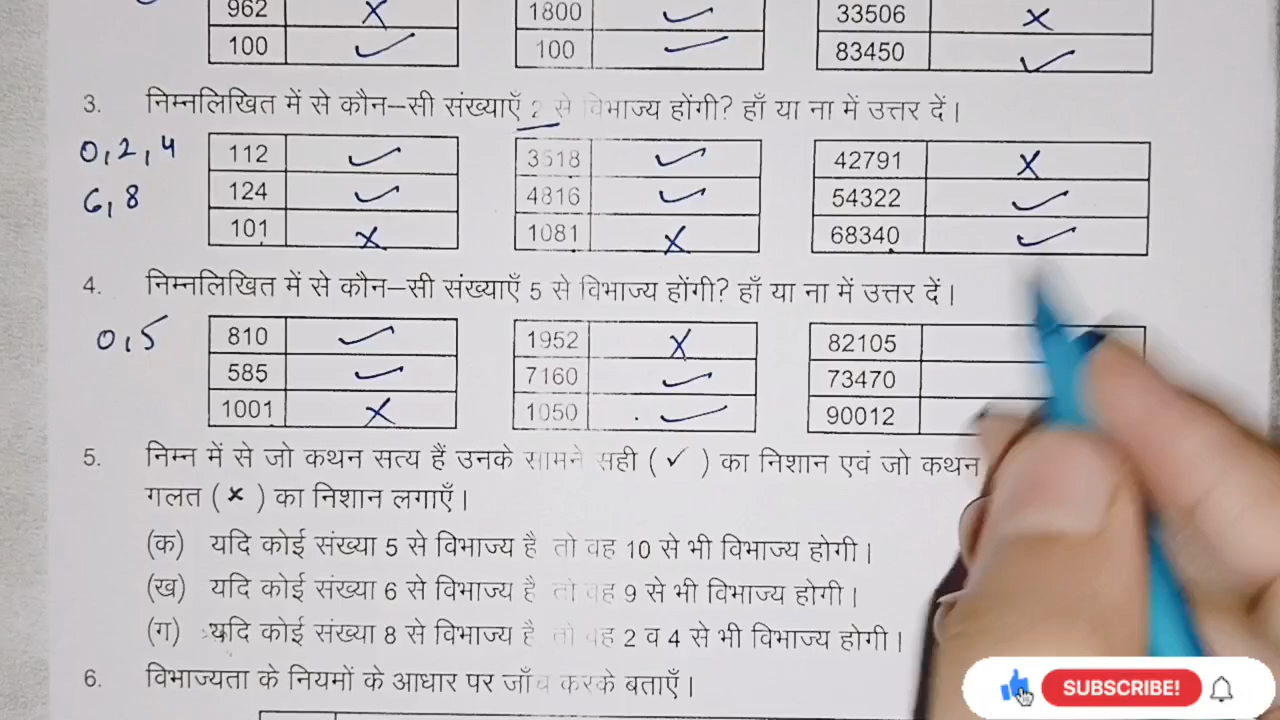 962 ✗ 1800 ✓ 33506 ✗
100 ✓ 100 ✓ 83450 ✓
3. निम्नलिखित में से कौन–सी संख्याएँ 2 से विभाज्य होंगी? हाँ या ना में उत्तर दें।
0,2,4 112 ✓ 3518 ✓ 42791 ✗
6,8 124 ✓ 4816 ✓ 54322 ✓
101 ✗ 1081 ✗ 68340 ✓
4. निम्नलिखित में से कौन–सी संख्याएँ 5 से विभाज्य होंगी? हाँ या ना में उत्तर दें।
0,5 810 ✓ 1952 ✗ 82105
585 ✓ 7160 ✓ 73470
1001 ✗ 1050 ✓ 90012
5. निम्न में से जो कथन सत्य हैं उनके सामने सही (✓) का निशान एवं जो कथन
गलत (✗) का निशान लगाएँ।
(क) यदि कोई संख्या 5 से विभाज्य है तो वह 10 से भी विभाज्य होगी।
(ख) यदि कोई संख्या 6 से विभाज्य है तो वह 9 से भी विभाज्य होगी।
(ग) यदि कोई संख्या 8 से विभाज्य है तो वह 2 व 4 से भी विभाज्य होगी।
6. विभाज्यता के नियमों के आधार पर जाँच करके बताएँ।
SUBSCRIBE!